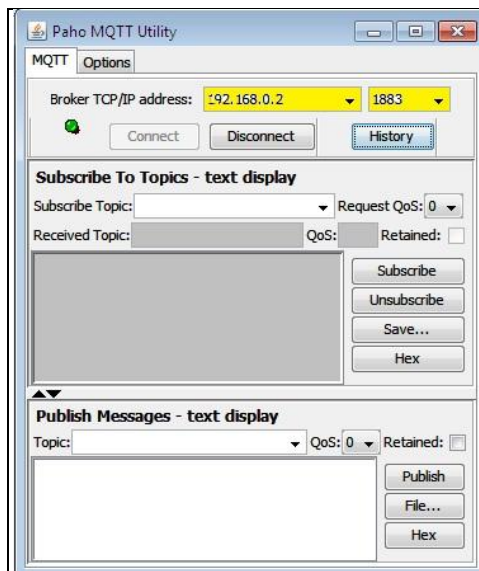 Paho MQTT Utility
MQTT Options
Broker TCP/IP address: 192.168.0.2 1883
Connect Disconnect History
Subscribe To Topics - text display
Subscribe Topic: Request QoS: 0
Received Topic: QoS: Retained:
Subscribe
Unsubscribe
Save...
Hex
Publish Messages - text display
Topic: QoS: 0 Retained:
Publish
File...
Hex